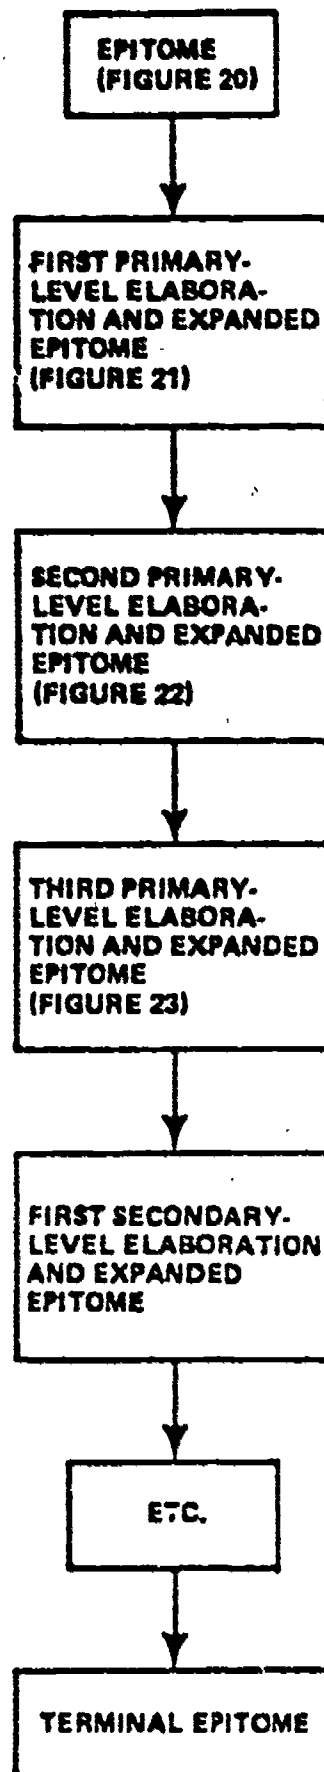 EPITOME
(FIGURE 20)
FIRST PRIMARY-
LEVEL ELABORA-
TION AND EXPANDED
EPITOME
(FIGURE 21)
SECOND PRIMARY-
LEVEL ELABORA-
TION AND EXPANDED
EPITOME
(FIGURE 22)
THIRD PRIMARY-
LEVEL ELABORA-
TION AND EXPANDED
EPITOME
(FIGURE 23)
FIRST SECONDARY-
LEVEL ELABORATION
AND EXPANDED
EPITOME
ETC.
TERMINAL EPITOME